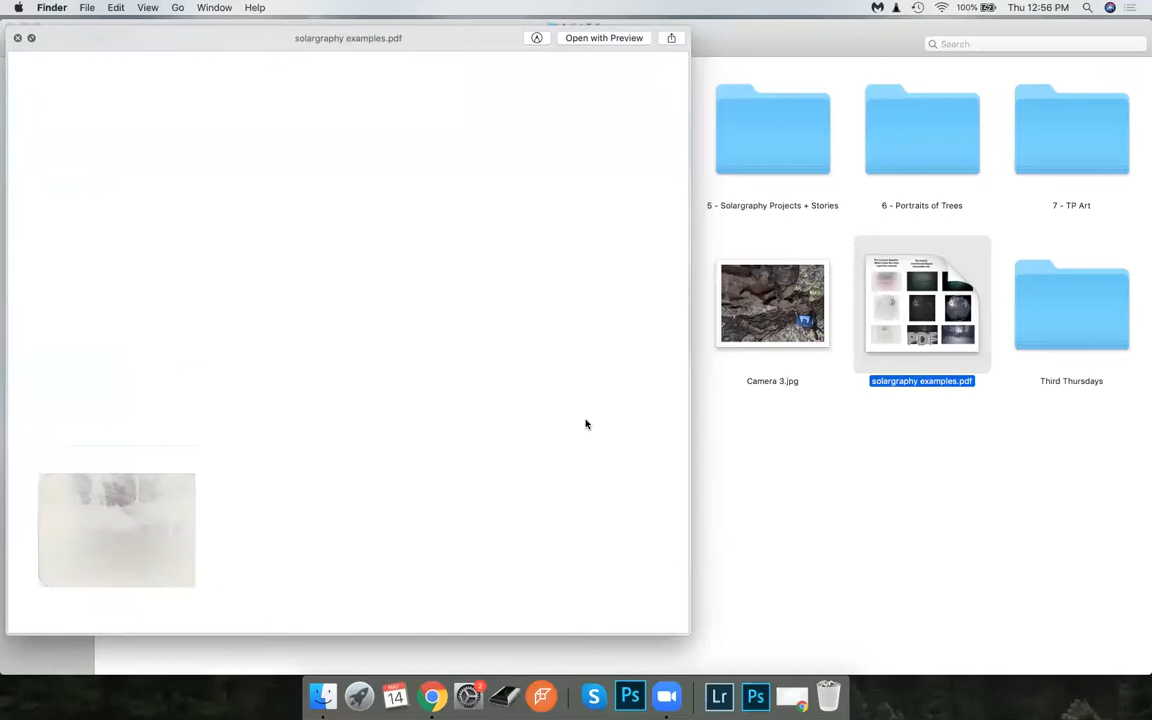 Finder File Edit View Go Window Help
100% Thu 12:56 PM
solargraphy examples.pdf
Open with Preview
Search
5 - Solargraphy Projects + Stories
6 - Portraits of Trees
7 - TP Art
PDF
Camera 3.jpg
solargraphy examples.pdf
Third Thursdays
2
MAY
14
S
Ps
Lr
Ps